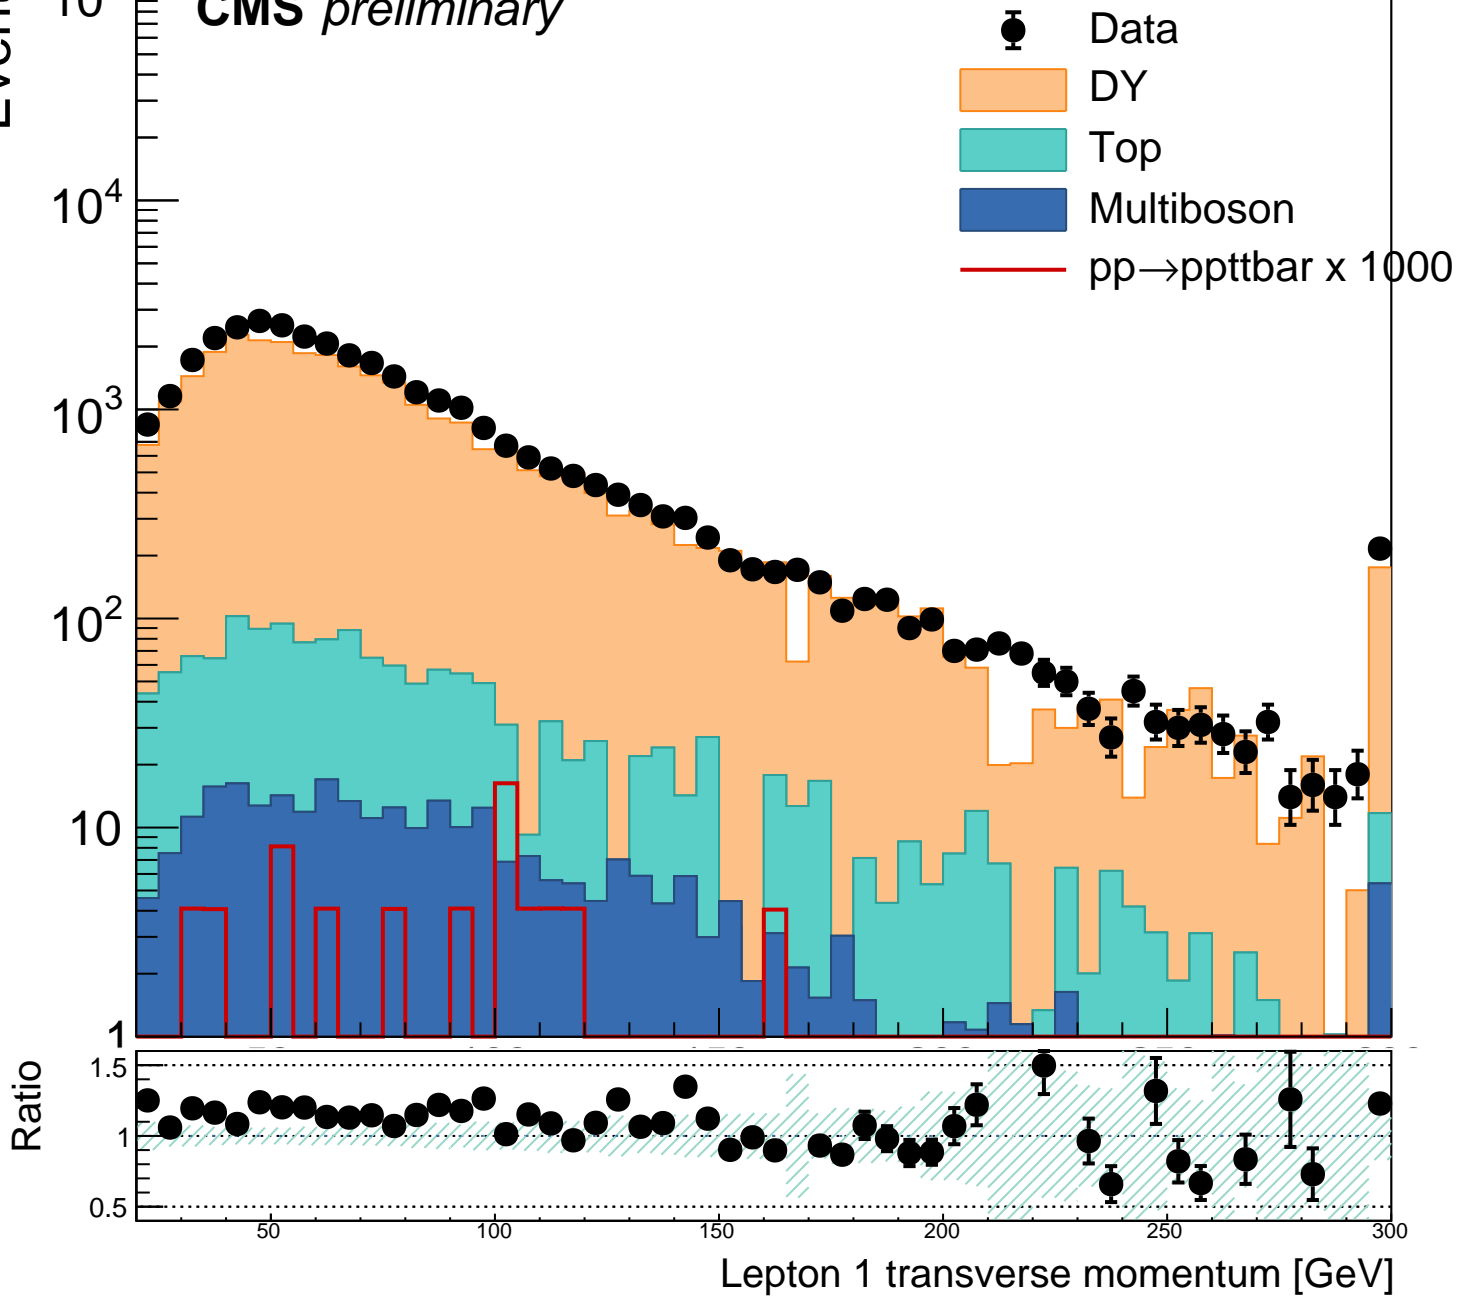 CMS preliminary
Data
DY
Top
Multiboson
pp→ppttbar x 1000
10⁴
10³
10²
10
1
Ratio
1.5
1
0.5
50 100 150 200 250 300
Lepton 1 transverse momentum [GeV]